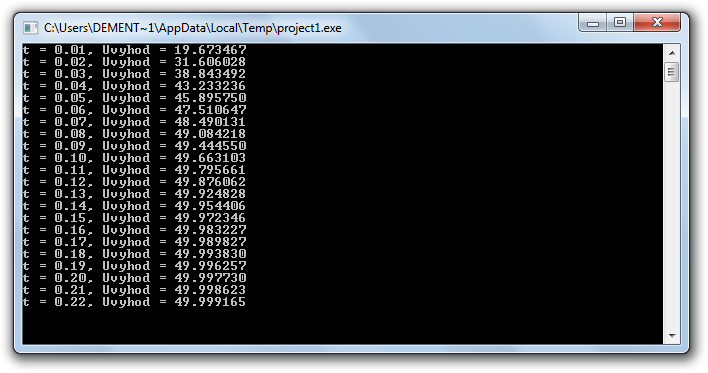 C:\Users\DEMENT~1\AppData\Local\Temp\project1.exe
t = 0.01, Uvyhod = 19.673467
t = 0.02, Uvyhod = 31.606028
t = 0.03, Uvyhod = 38.843492
t = 0.04, Uvyhod = 43.233236
t = 0.05, Uvyhod = 45.895750
t = 0.06, Uvyhod = 47.510647
t = 0.07, Uvyhod = 48.490131
t = 0.08, Uvyhod = 49.084218
t = 0.09, Uvyhod = 49.444550
t = 0.10, Uvyhod = 49.663103
t = 0.11, Uvyhod = 49.795661
t = 0.12, Uvyhod = 49.876062
t = 0.13, Uvyhod = 49.924828
t = 0.14, Uvyhod = 49.954406
t = 0.15, Uvyhod = 49.972346
t = 0.16, Uvyhod = 49.983227
t = 0.17, Uvyhod = 49.989827
t = 0.18, Uvyhod = 49.993830
t = 0.19, Uvyhod = 49.996257
t = 0.20, Uvyhod = 49.997730
t = 0.21, Uvyhod = 49.998623
t = 0.22, Uvyhod = 49.999165